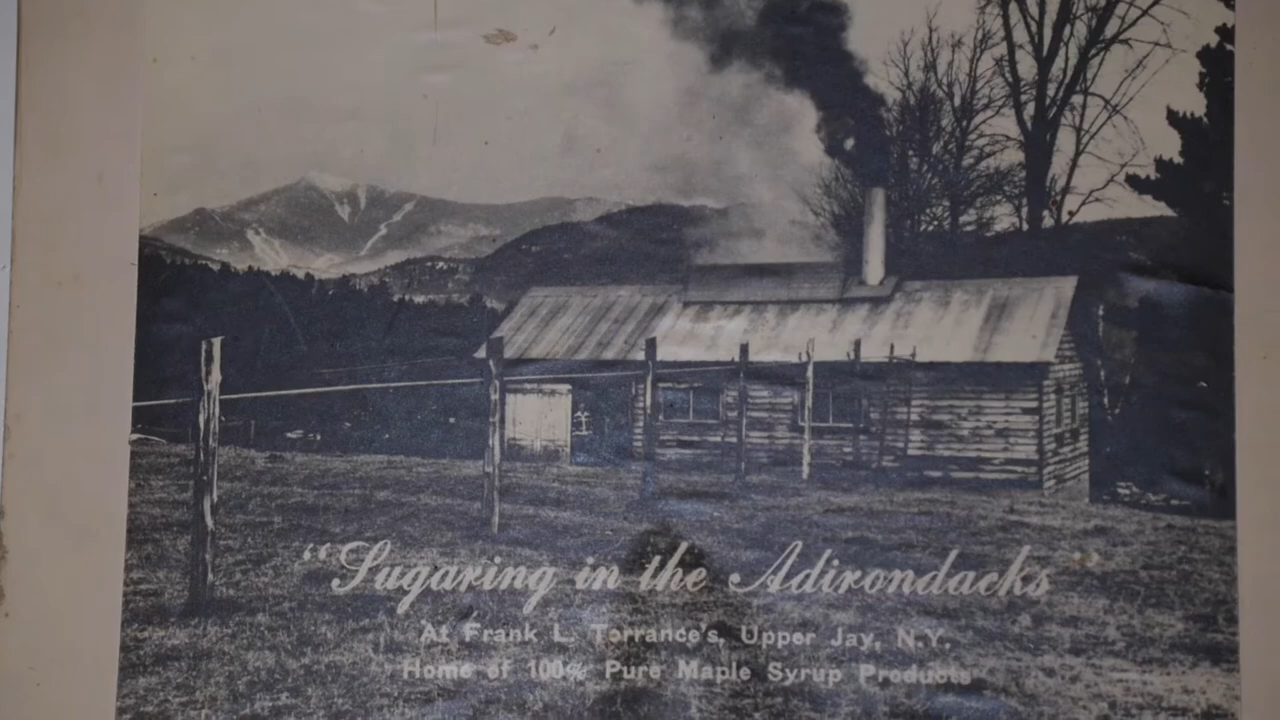 "Sugaring in the Adirondacks"
At Frank L. Torrance's, Upper Jay, N.Y.
Home of 100% Pure Maple Syrup Products